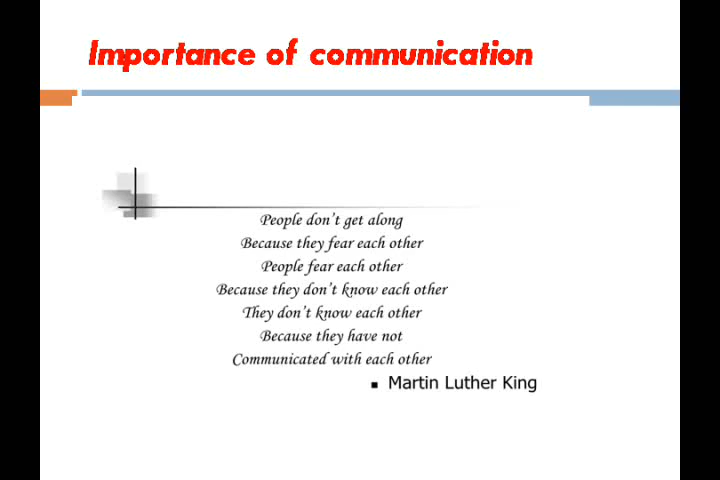 Importance of communication
People don't get along
Because they fear each other
People fear each other
Because they don't know each other
They don't know each other
Because they have not
Communicated with each other
▪ Martin Luther King